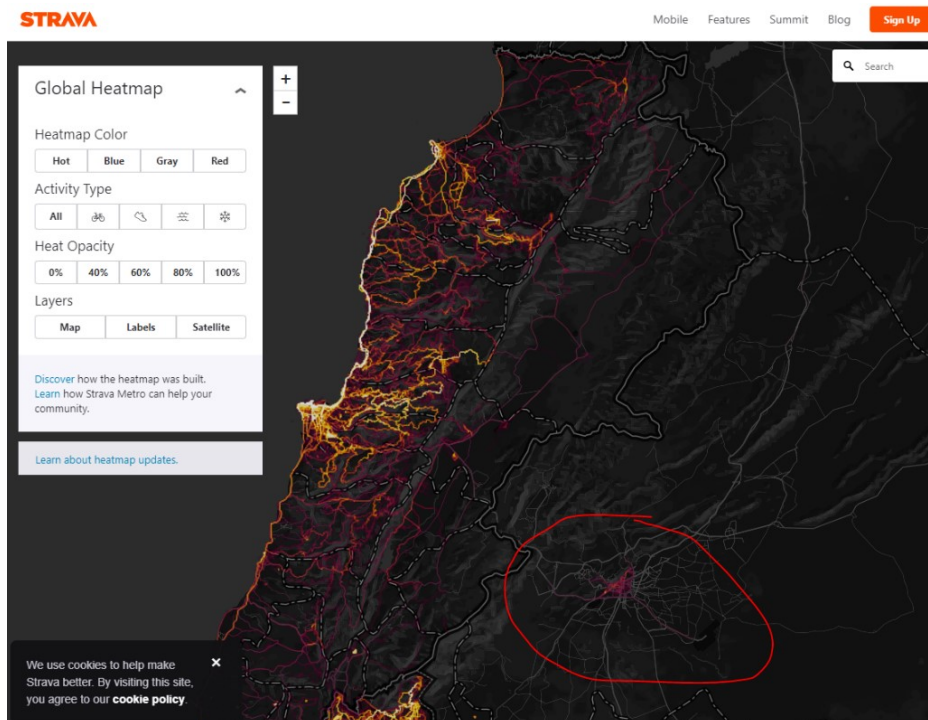 STRAVA
Mobile Features Summit Blog Sign Up
Search
Global Heatmap
+
−
Heatmap Color
Hot Blue Gray Red
Activity Type
All
Heat Opacity
0% 40% 60% 80% 100%
Layers
Map Labels Satellite
Discover how the heatmap was built.
Learn how Strava Metro can help your
community.
Learn about heatmap updates.
We use cookies to help make
Strava better. By visiting this site,
you agree to our cookie policy.